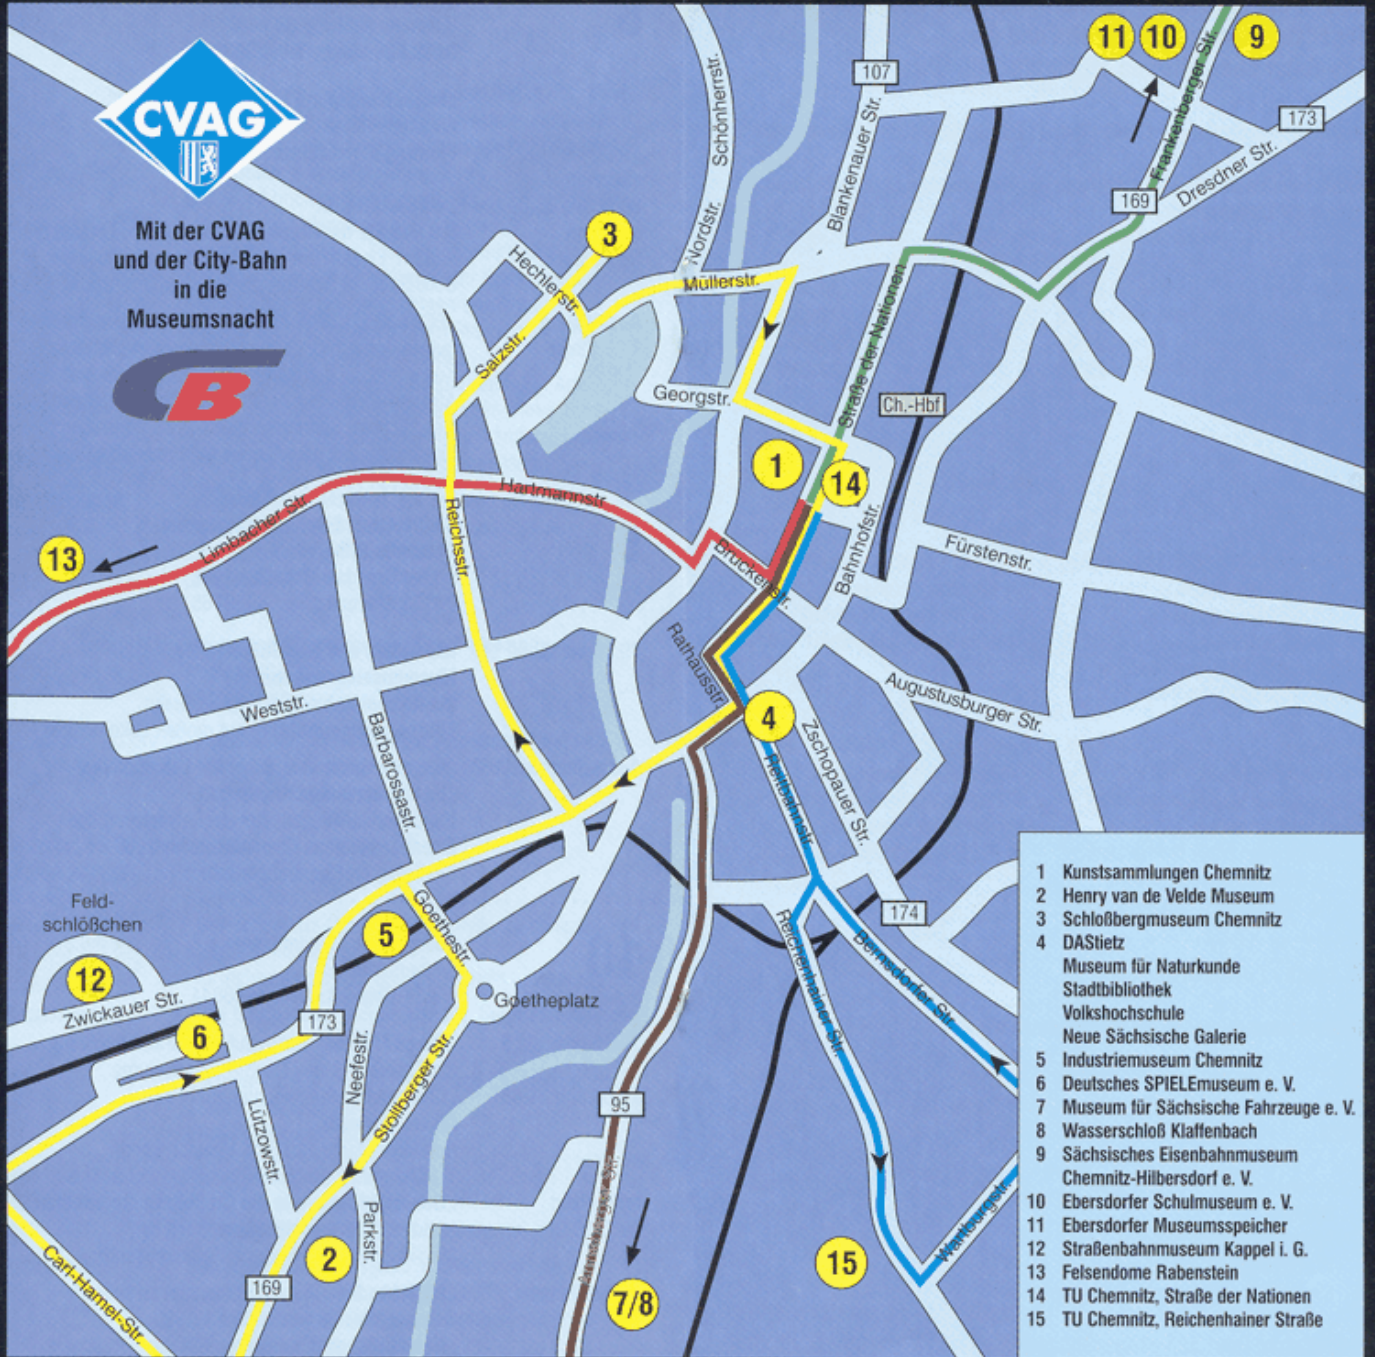 11
10
9
107
173
CVAG
Schönherrstr.
Blankenauer Str.
Frankenberger Str.
Dresdner Str.
169
Mit der CVAG
und der City-Bahn
in die
Museumsnacht
3
Nordstr.
Hechlerstr.
Müllerstr.
CB
Salzstr.
Georgstr.
Straße der Nationen
Ch.-Hbf
1
14
Hartmannstr.
Limbacher Str.
13
Reichsstr.
Brückenstr.
Bahnhofstr.
Fürstenstr.
Rathausstr.
Weststr.
Augustusburger Str.
4
Barbarossastr.
Zschopauer Str.
Reitbahnstr.
Feld-
schlößchen
5
Goethestr.
174
12
Reichenhainer Str.
Bernsdorfer Str.
Zwickauer Str.
Goetheplatz
6
173
Neefestr.
Stollberger Str.
95
Lützowstr.
Annaberger Str.
Parkstr.
Wartburgstr.
Carl-Hamel-Str.
2
169
7/8
15
1 Kunstsammlungen Chemnitz
2 Henry van de Velde Museum
3 Schloßbergmuseum Chemnitz
4 DAStietz
Museum für Naturkunde
Stadtbibliothek
Volkshochschule
Neue Sächsische Galerie
5 Industriemuseum Chemnitz
6 Deutsches SPIELEmuseum e. V.
7 Museum für Sächsische Fahrzeuge e. V.
8 Wasserschloß Klaffenbach
9 Sächsisches Eisenbahnmuseum
Chemnitz-Hilbersdorf e. V.
10 Ebersdorfer Schulmuseum e. V.
11 Ebersdorfer Museumsspeicher
12 Straßenbahnmuseum Kappel i. G.
13 Felsendome Rabenstein
14 TU Chemnitz, Straße der Nationen
15 TU Chemnitz, Reichenhainer Straße